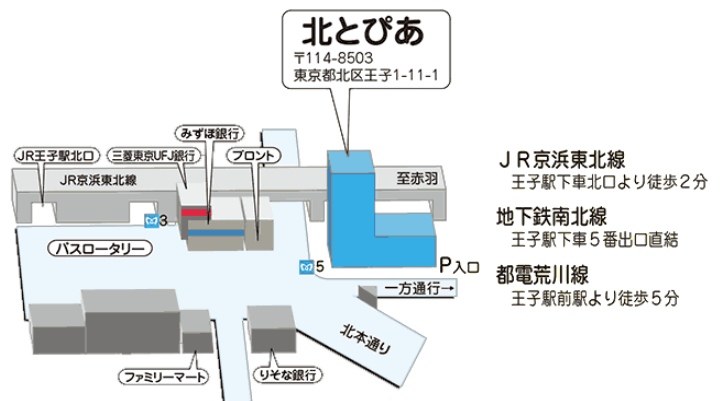 北とぴあ
〒114-8503
東京都北区王子1-11-1
みずほ銀行
JR王子駅北口
三菱東京UFJ銀行
プロント
JR京浜東北線
至赤羽
3
バスロータリー
5
P入口
一方通行→
北本通り
ファミリーマート
りそな銀行
ＪＲ京浜東北線
王子駅下車北口より徒歩２分
地下鉄南北線
王子駅下車５番出口直結
都電荒川線
王子駅前駅より徒歩５分